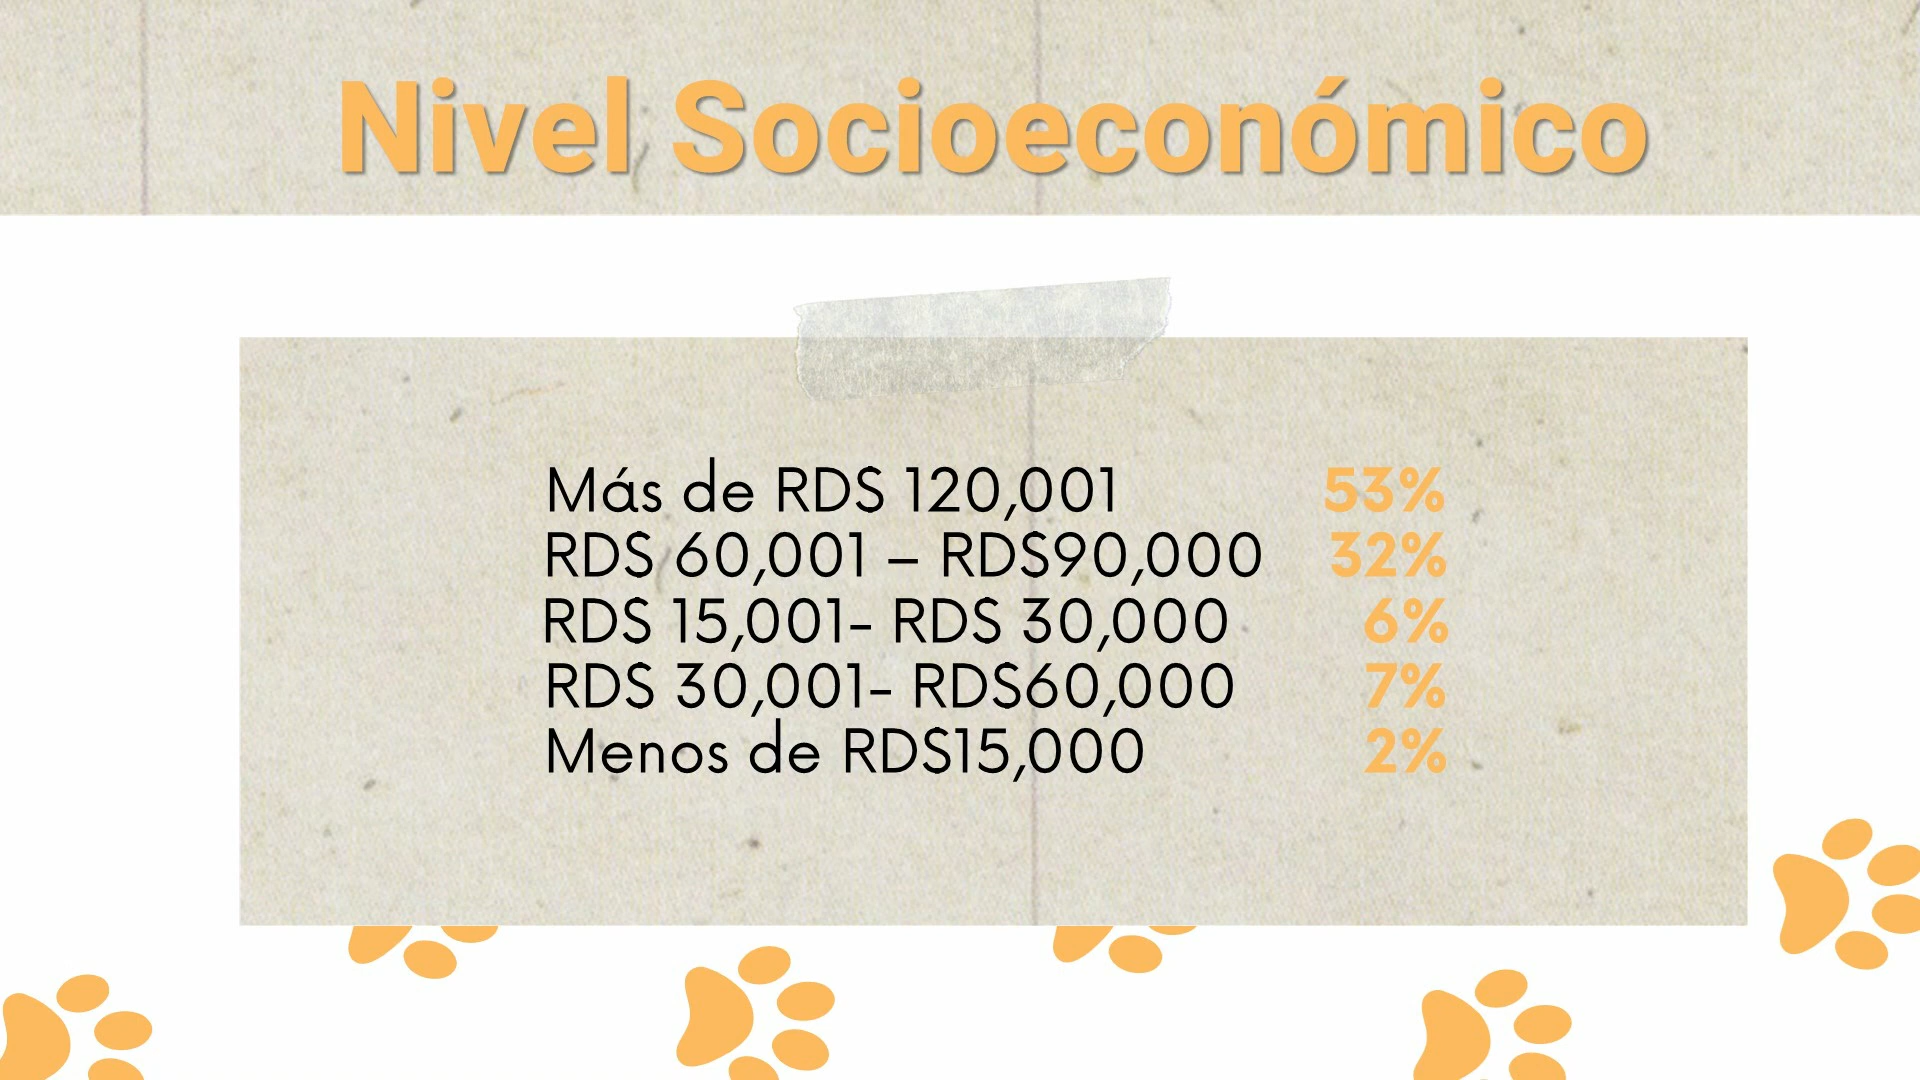 Nivel Socioeconómico
Más de RD$ 120,001 53%
RD$ 60,001 – RD$90,000 32%
RD$ 15,001- RD$ 30,000 6%
RD$ 30,001- RD$60,000 7%
Menos de RD$15,000 2%